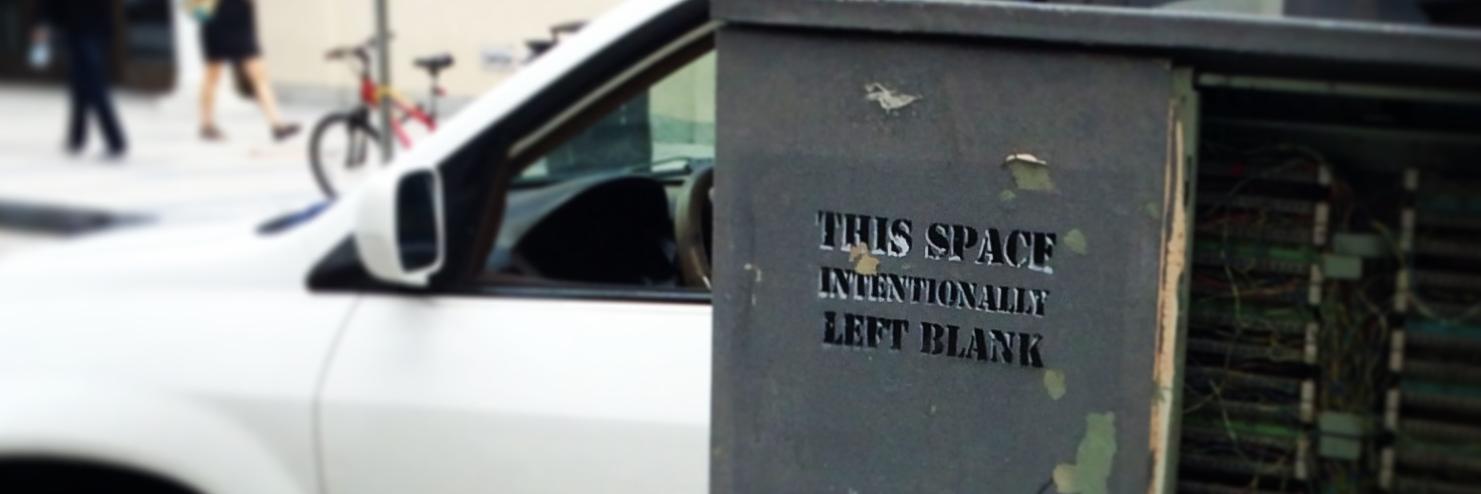 THIS SPACE
INTENTIONALLY
LEFT BLANK